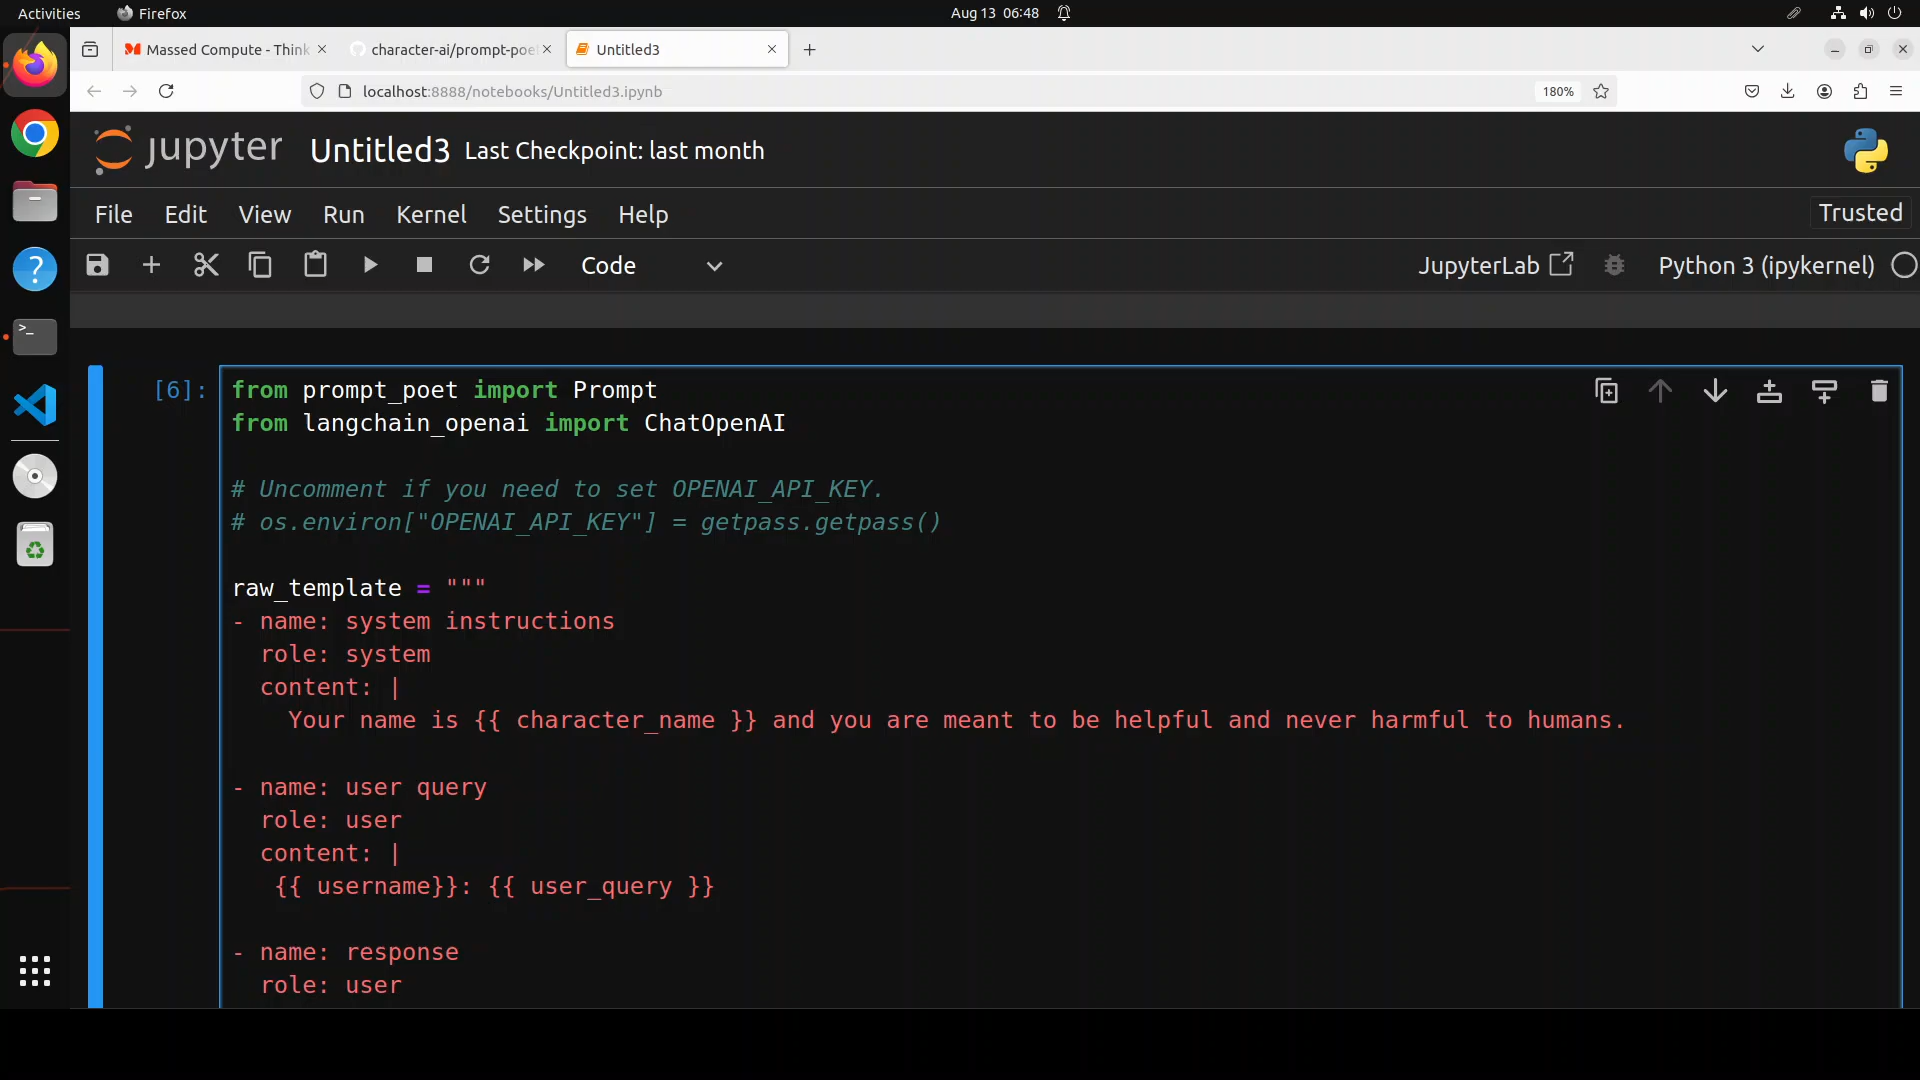 Activities
Firefox
Aug 13 06:48
Massed Compute - Think
character-ai/prompt-poe
Untitled3
localhost:8888/notebooks/Untitled3.ipynb
180%
jupyter
Untitled3
Last Checkpoint: last month
File
Edit
View
Run
Kernel
Settings
Help
Trusted
Code
JupyterLab
Python 3 (ipykernel)
[6]:
from prompt_poet import Prompt
from langchain_openai import ChatOpenAI
# Uncomment if you need to set OPENAI_API_KEY.
# os.environ["OPENAI_API_KEY"] = getpass.getpass()
raw_template = """
- name: system instructions
  role: system
  content: |
    Your name is {{ character_name }} and you are meant to be helpful and never harmful to humans.
- name: user query
  role: user
  content: |
   {{ username}}: {{ user_query }}
- name: response
  role: user